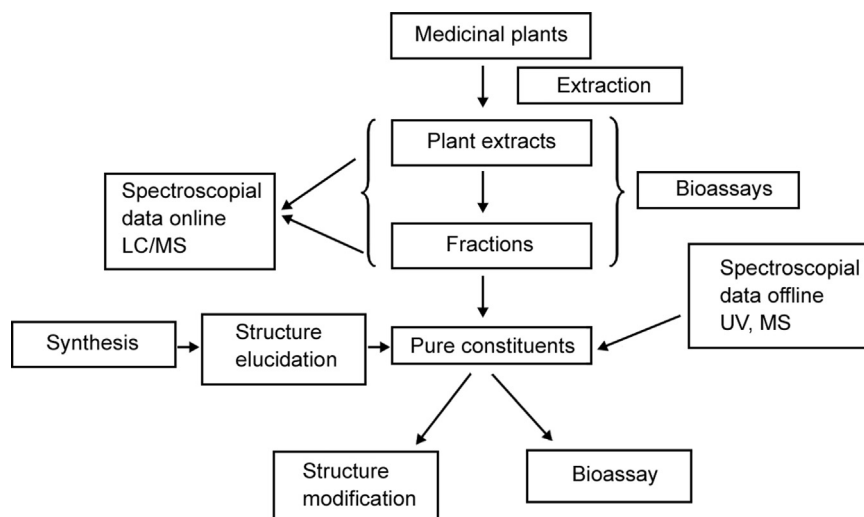 Medicinal plants
Extraction
Plant extracts
Spectroscopial
data online
LC/MS
Bioassays
Fractions
Spectroscopial
data offline
UV, MS
Synthesis
Structure
elucidation
Pure constituents
Structure
modification
Bioassay